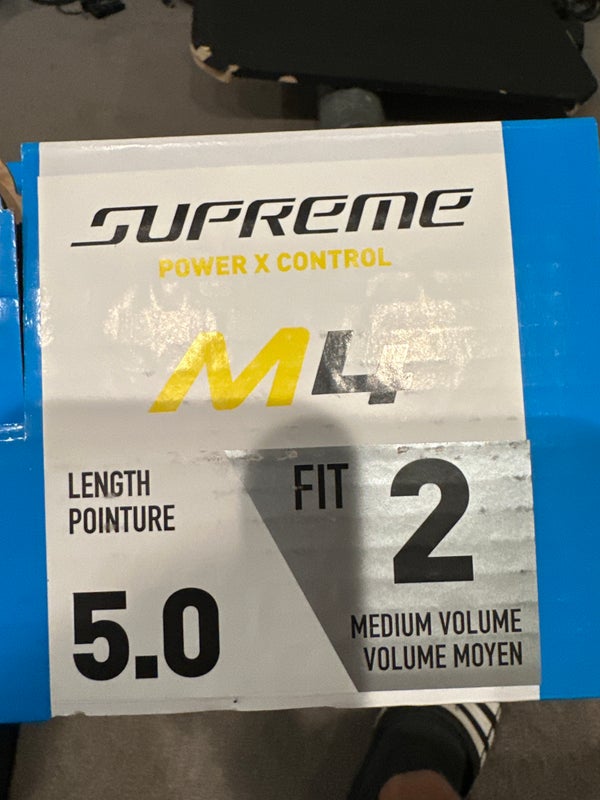 SUPREME
POWER X CONTROL
M4
LENGTH
POINTURE
5.0
FIT 2
MEDIUM VOLUME
VOLUME MOYEN